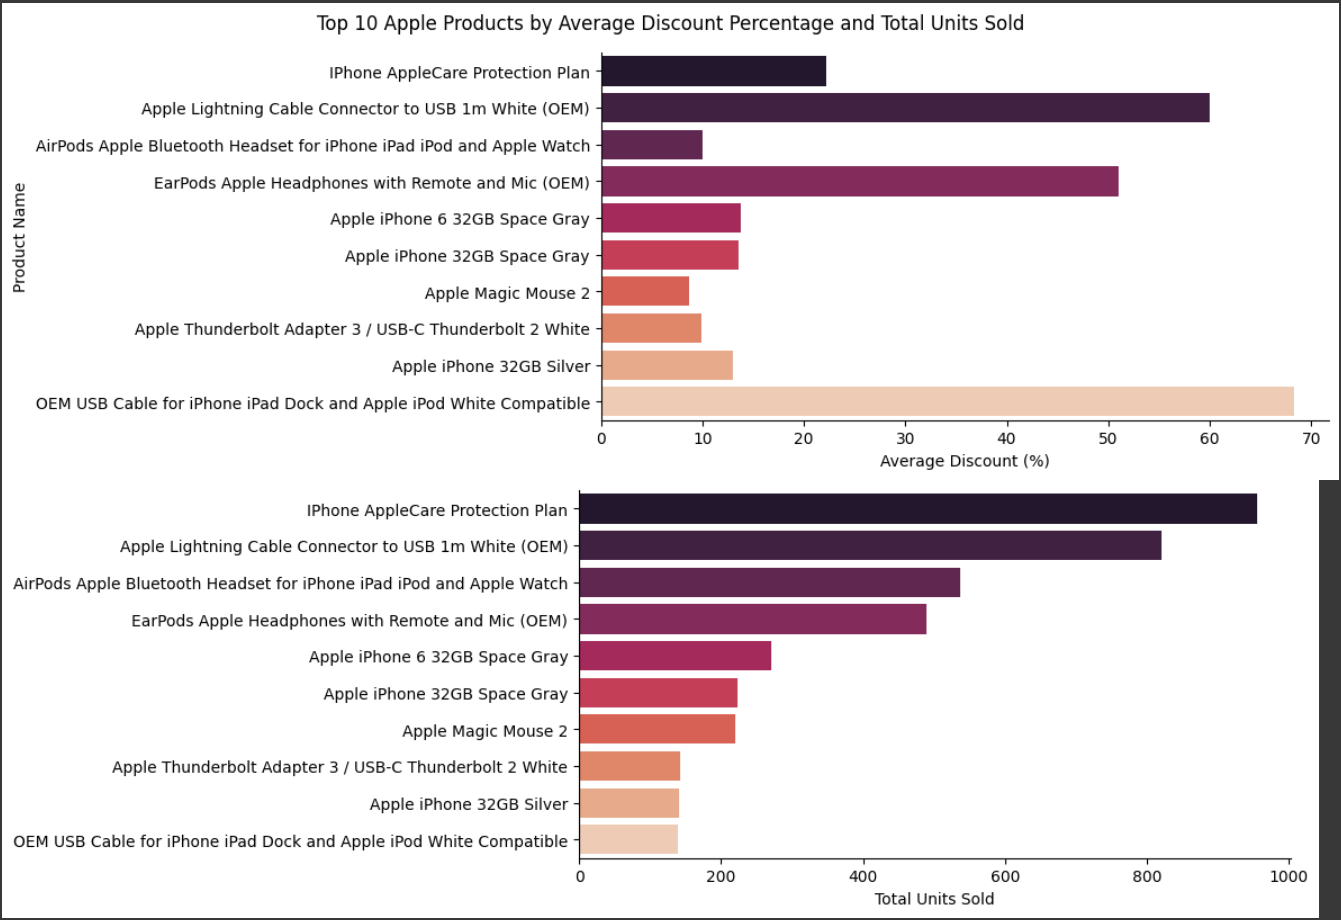 Top 10 Apple Products by Average Discount Percentage and Total Units Sold
Product Name
IPhone AppleCare Protection Plan
Apple Lightning Cable Connector to USB 1m White (OEM)
AirPods Apple Bluetooth Headset for iPhone iPad iPod and Apple Watch
EarPods Apple Headphones with Remote and Mic (OEM)
Apple iPhone 6 32GB Space Gray
Apple iPhone 32GB Space Gray
Apple Magic Mouse 2
Apple Thunderbolt Adapter 3 / USB-C Thunderbolt 2 White
Apple iPhone 32GB Silver
OEM USB Cable for iPhone iPad Dock and Apple iPod White Compatible
0 10 20 30 40 50 60 70
Average Discount (%)
IPhone AppleCare Protection Plan
Apple Lightning Cable Connector to USB 1m White (OEM)
AirPods Apple Bluetooth Headset for iPhone iPad iPod and Apple Watch
EarPods Apple Headphones with Remote and Mic (OEM)
Apple iPhone 6 32GB Space Gray
Apple iPhone 32GB Space Gray
Apple Magic Mouse 2
Apple Thunderbolt Adapter 3 / USB-C Thunderbolt 2 White
Apple iPhone 32GB Silver
OEM USB Cable for iPhone iPad Dock and Apple iPod White Compatible
0 200 400 600 800 1000
Total Units Sold